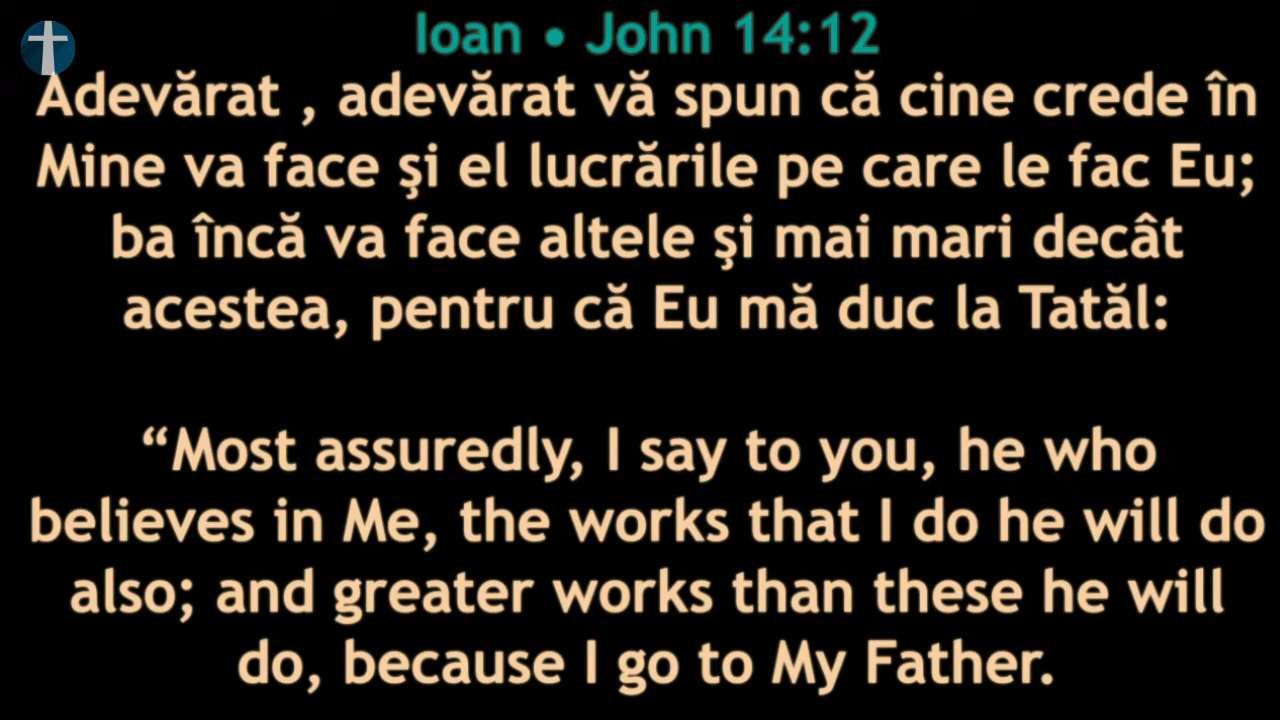 Ioan • John 14:12
Adevărat , adevărat vă spun că cine crede în
Mine va face şi el lucrările pe care le fac Eu;
ba încă va face altele şi mai mari decât
acestea, pentru că Eu mă duc la Tatăl:
“Most assuredly, I say to you, he who
believes in Me, the works that I do he will do
also; and greater works than these he will
do, because I go to My Father.